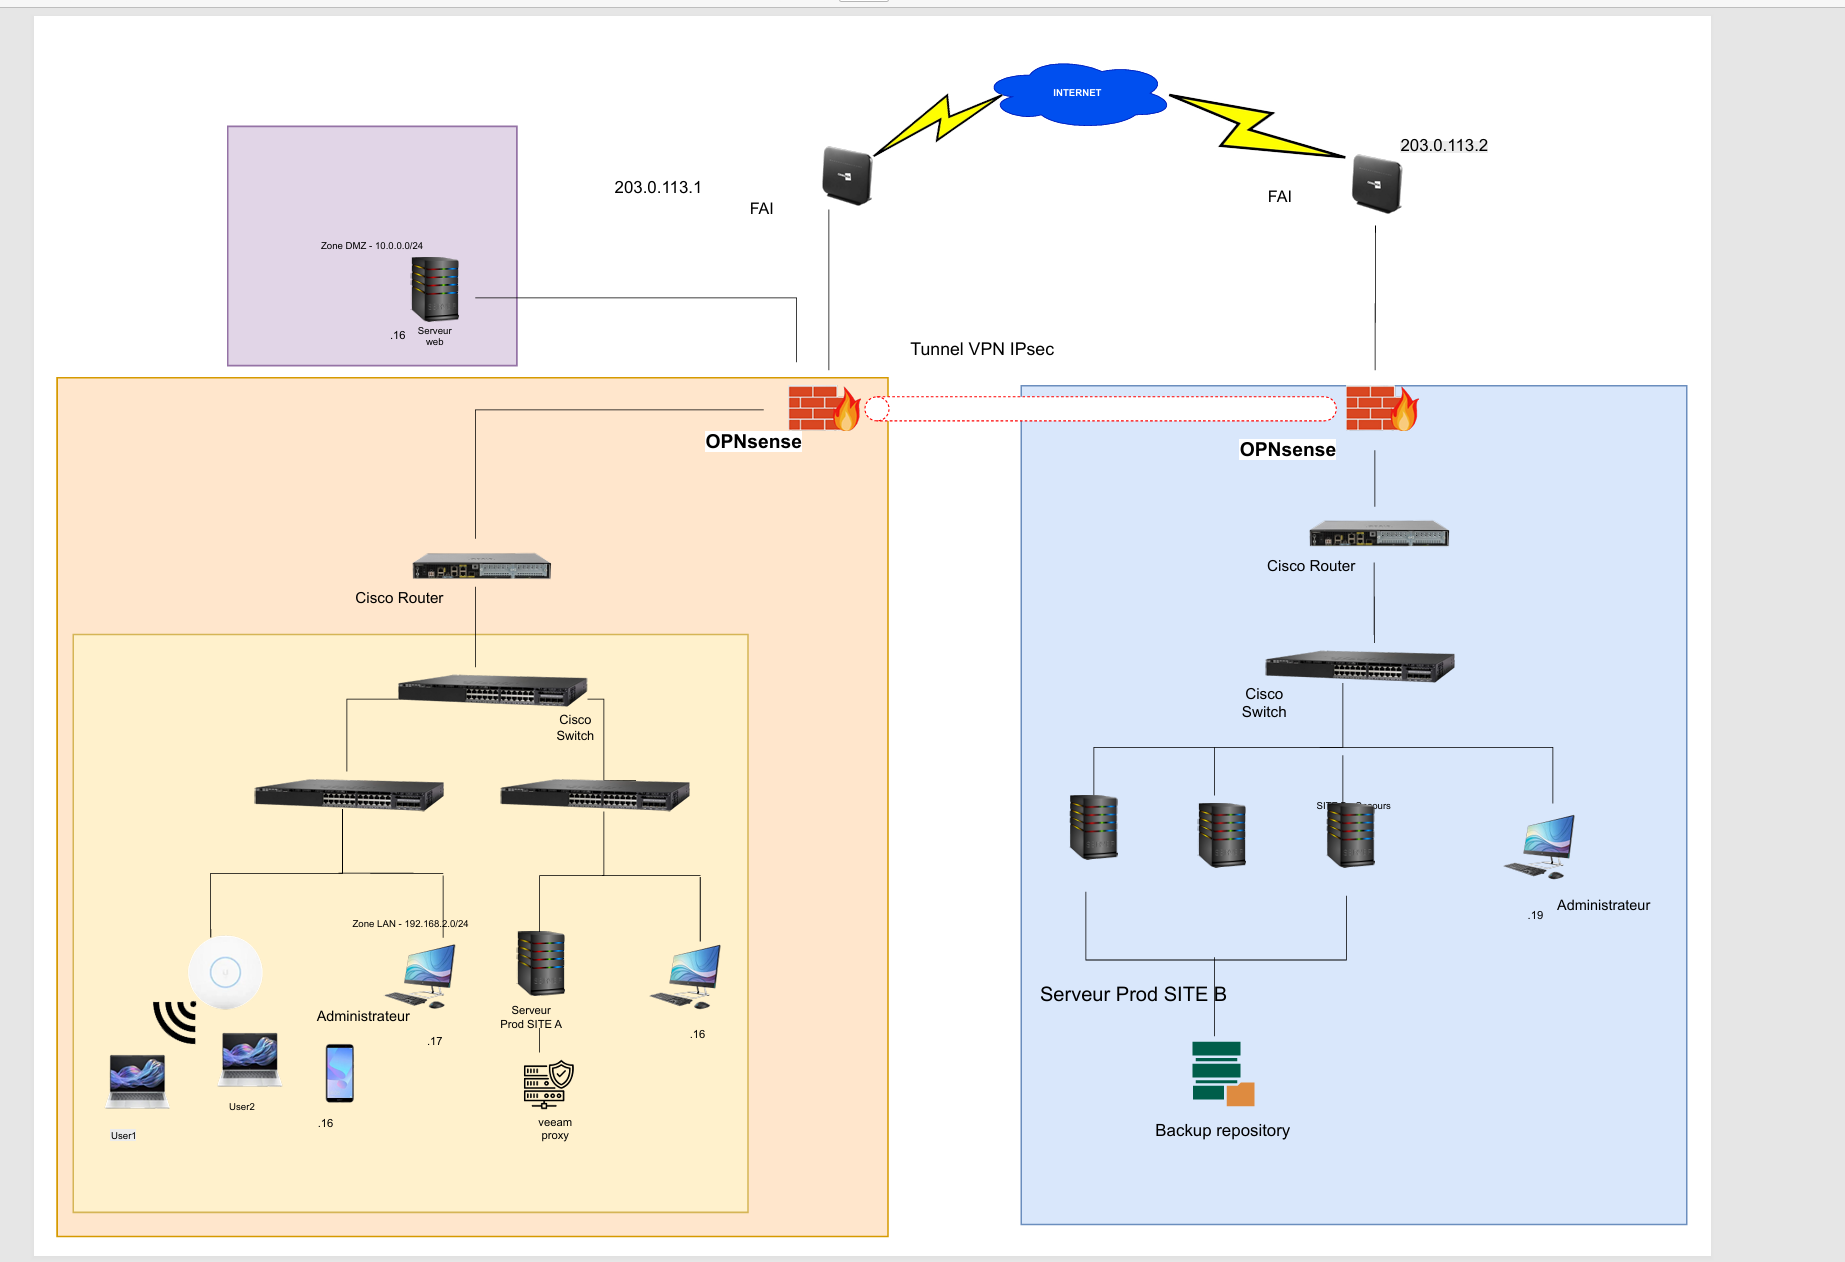 INTERNET
203.0.113.2
203.0.113.1
FAI
FAI
Zone DMZ - 10.0.0.0/24
.16
Serveur
web
Tunnel VPN IPsec
OPNsense
OPNsense
Cisco Router
Cisco Router
Cisco
Switch
Cisco
Switch
Zone LAN - 192.168.2.0/24
Administrateur
.17
Serveur
Prod SITE A
.16
User1
User2
.16
veeam
proxy
SITE
Administrateur
.19
Serveur Prod SITE B
Backup repository